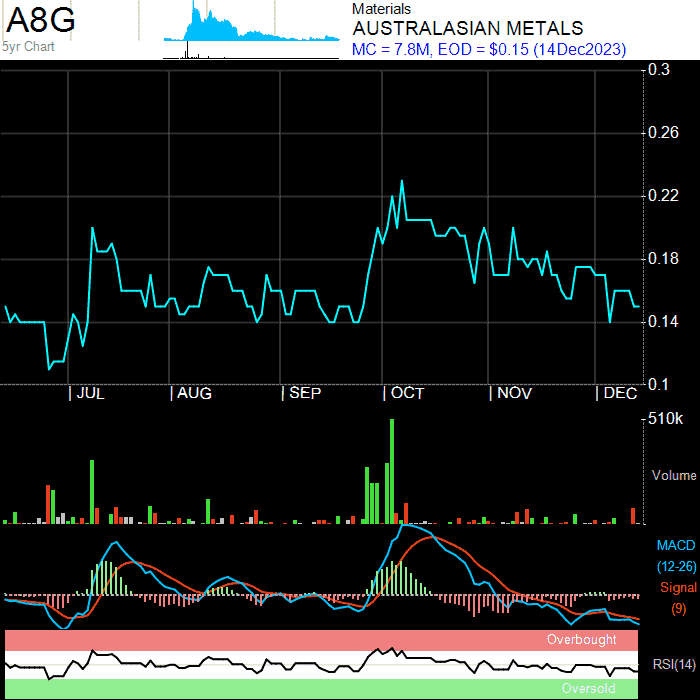 A8G
5yr Chart
Materials
AUSTRALASIAN METALS
MC = 7.8M, EOD = $0.15 (14Dec2023)
0.3
0.26
0.22
0.18
0.14
0.1
| JUL | AUG | SEP | OCT | NOV | DEC
510k
Volume
MACD
(12-26)
Signal
(9)
Overbought
RSI(14)
Oversold